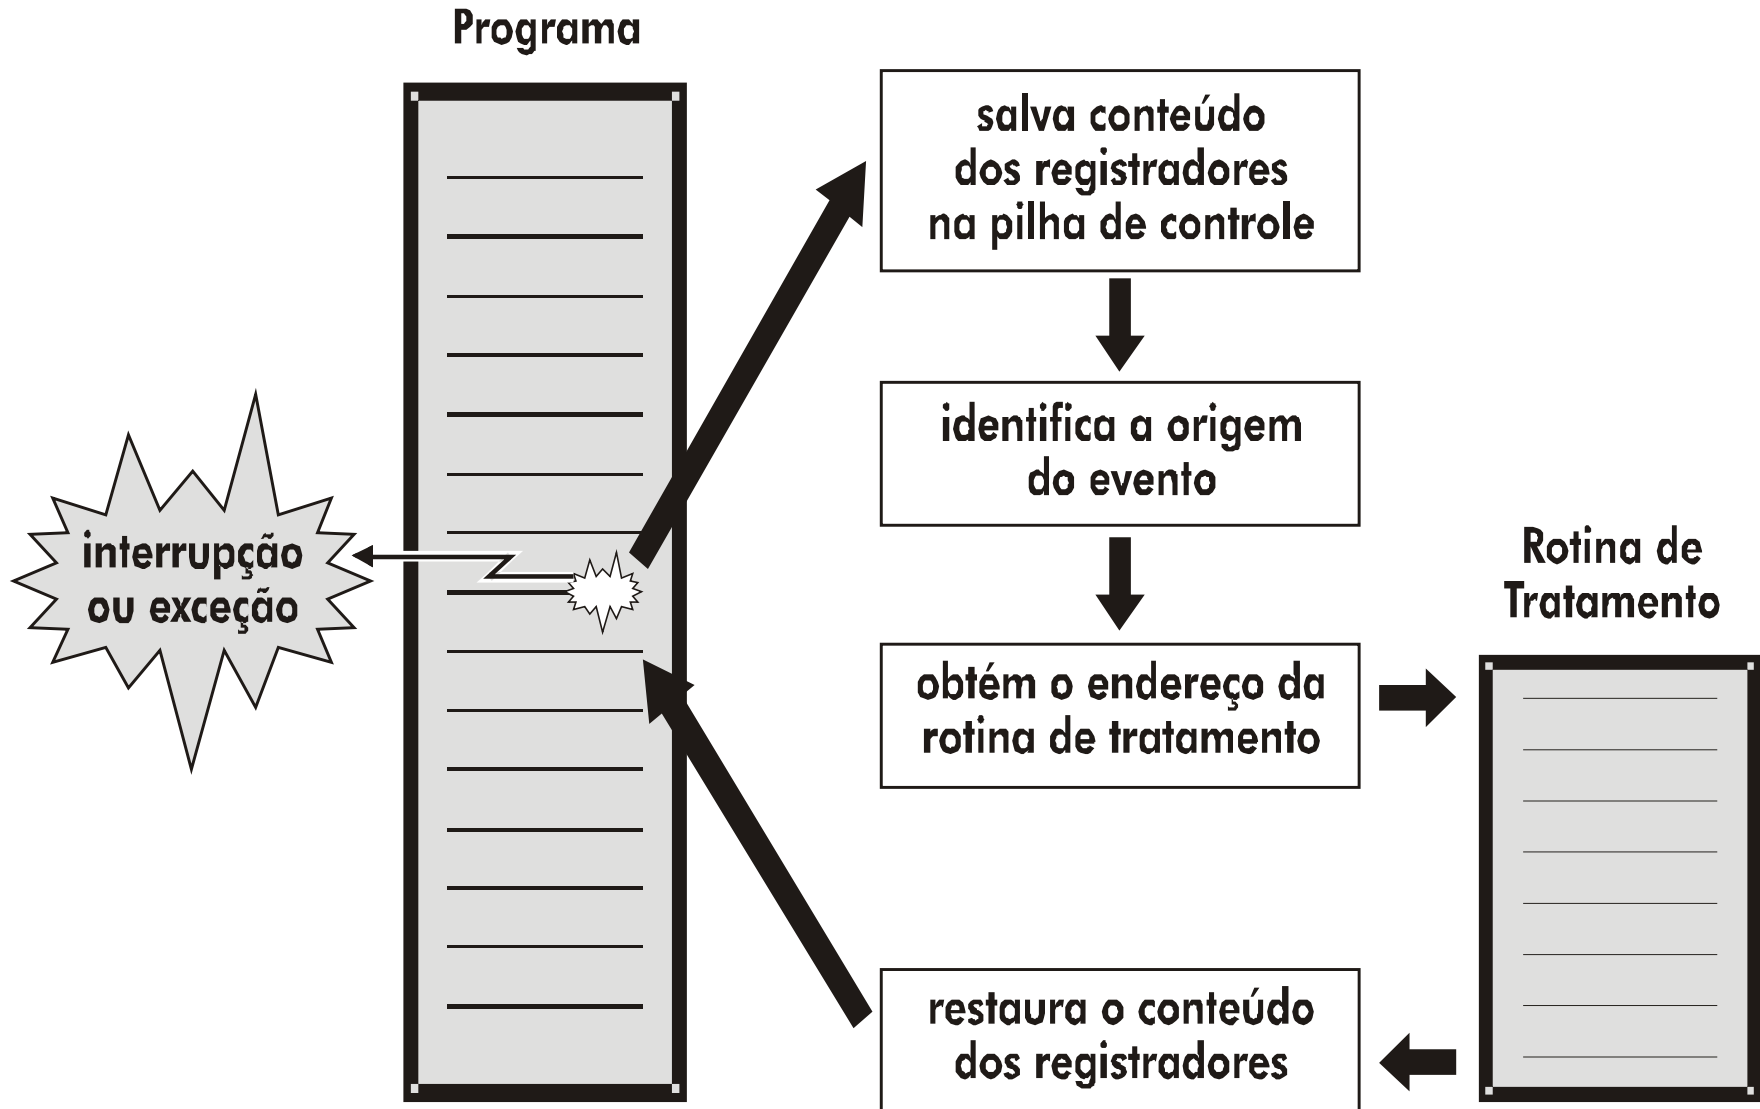 Programa
salva conteúdo
dos registradores
na pilha de controle
identifica a origem
do evento
interrupção
ou exceção
Rotina de
Tratamento
obtém o endereço da
rotina de tratamento
restaura o conteúdo
dos registradores